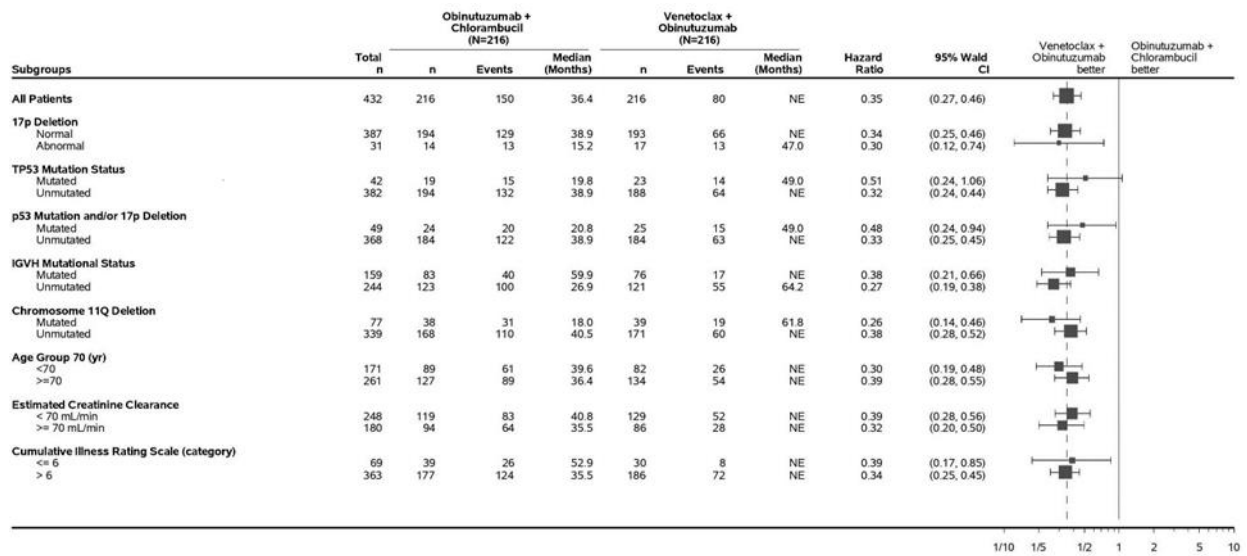 Obinutuzumab + Venetoclax +
Chlorambucil Obinutuzumab
(N=216) (N=216) Venetoclax + Obinutuzumab +
Total Median Median Hazard 95% Wald Obinutuzumab Chlorambucil
Subgroups n n Events (Months) n Events (Months) Ratio CI better better
All Patients 432 216 150 36.4 216 80 NE 0.35 (0.27, 0.46)
17p Deletion
Normal 387 194 129 38.9 193 66 NE 0.34 (0.25, 0.46)
Abnormal 31 14 13 15.2 17 13 47.0 0.30 (0.12, 0.74)
TP53 Mutation Status
Mutated 42 19 15 19.8 23 14 49.0 0.51 (0.24, 1.06)
Unmutated 382 194 132 38.9 188 64 NE 0.32 (0.24, 0.44)
p53 Mutation and/or 17p Deletion
Mutated 49 24 20 20.8 25 15 49.0 0.48 (0.24, 0.94)
Unmutated 368 184 122 38.9 184 63 NE 0.33 (0.25, 0.45)
IGVH Mutational Status
Mutated 159 83 40 59.9 76 17 NE 0.38 (0.21, 0.66)
Unmutated 244 123 100 26.9 121 55 64.2 0.27 (0.19, 0.38)
Chromosome 11Q Deletion
Mutated 77 38 31 18.0 39 19 61.8 0.26 (0.14, 0.46)
Unmutated 339 168 110 40.5 171 60 NE 0.38 (0.28, 0.52)
Age Group 70 (yr)
<70 171 89 61 39.6 82 26 NE 0.30 (0.19, 0.48)
>=70 261 127 89 36.4 134 54 NE 0.39 (0.28, 0.55)
Estimated Creatinine Clearance
< 70 mL/min 248 119 83 40.8 129 52 NE 0.39 (0.28, 0.56)
>= 70 mL/min 180 94 64 35.5 86 28 NE 0.32 (0.20, 0.50)
Cumulative Illness Rating Scale (category)
<= 6 69 39 26 52.9 30 8 NE 0.39 (0.17, 0.85)
> 6 363 177 124 35.5 186 72 NE 0.34 (0.25, 0.45)
1/10 1/5 1/2 1 2 5 10